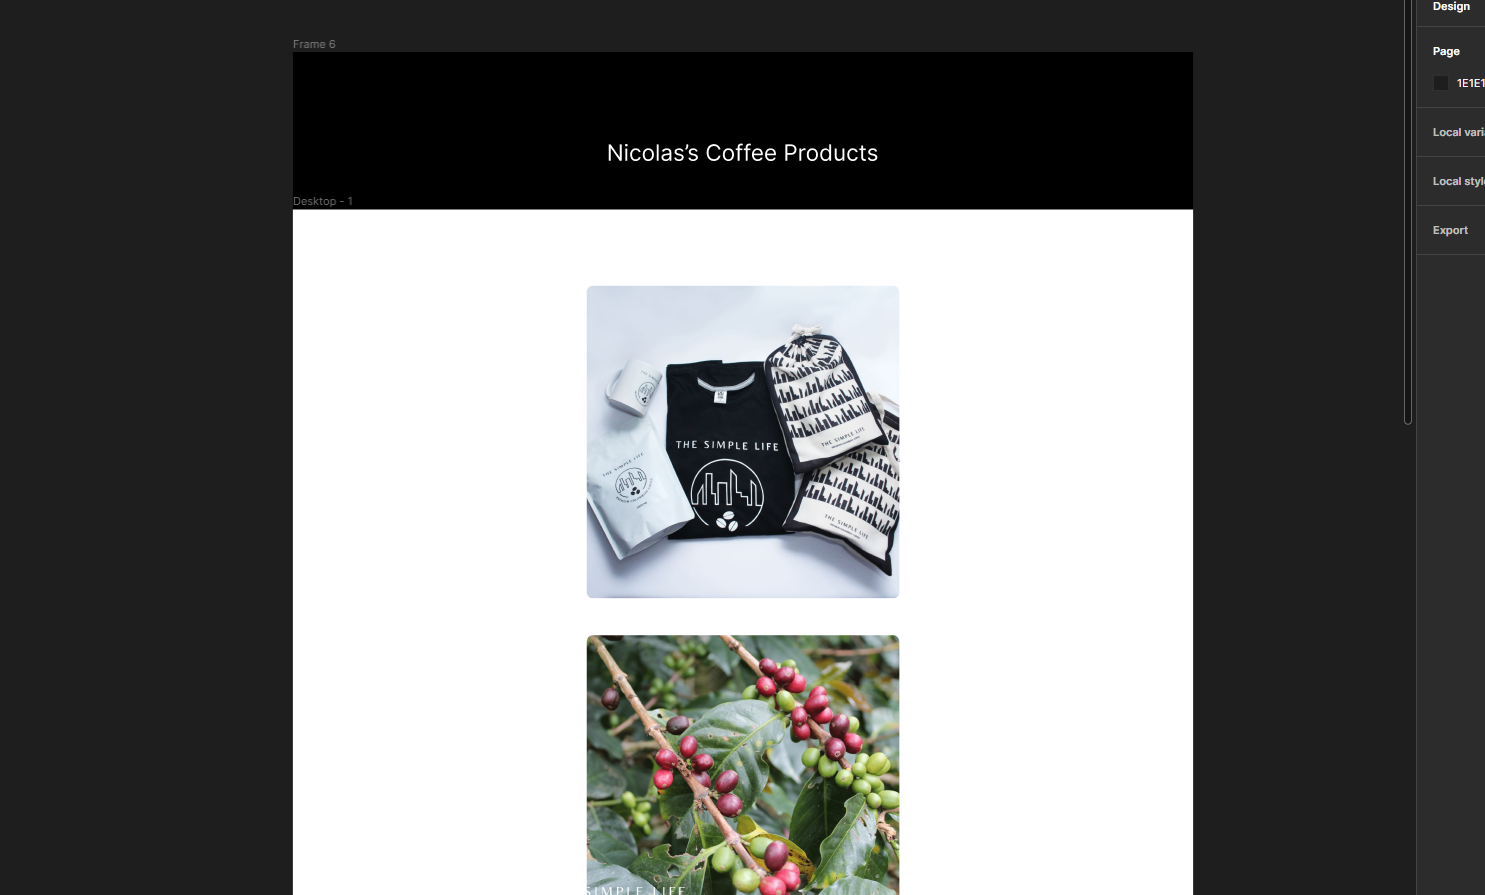 Design
Frame 6
Page
1E1E1
Nicolas’s Coffee Products
Local vari
Local styl
Desktop - 1
Export
THE SIMPLE LIFE
THE SIMPLE LIFE
THE SIMPLE LIFE
THE SIMPLE LIFE
SIMPLE LIFE